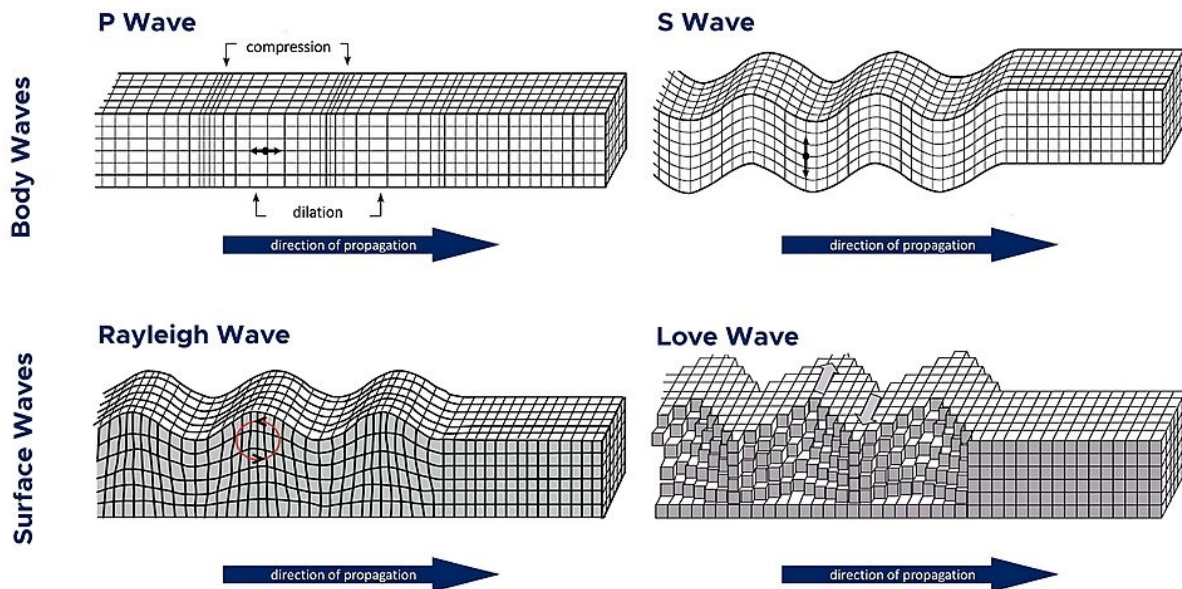 P Wave
compression
dilation
direction of propagation
S Wave
direction of propagation
Body Waves
Rayleigh Wave
direction of propagation
Love Wave
direction of propagation
Surface Waves